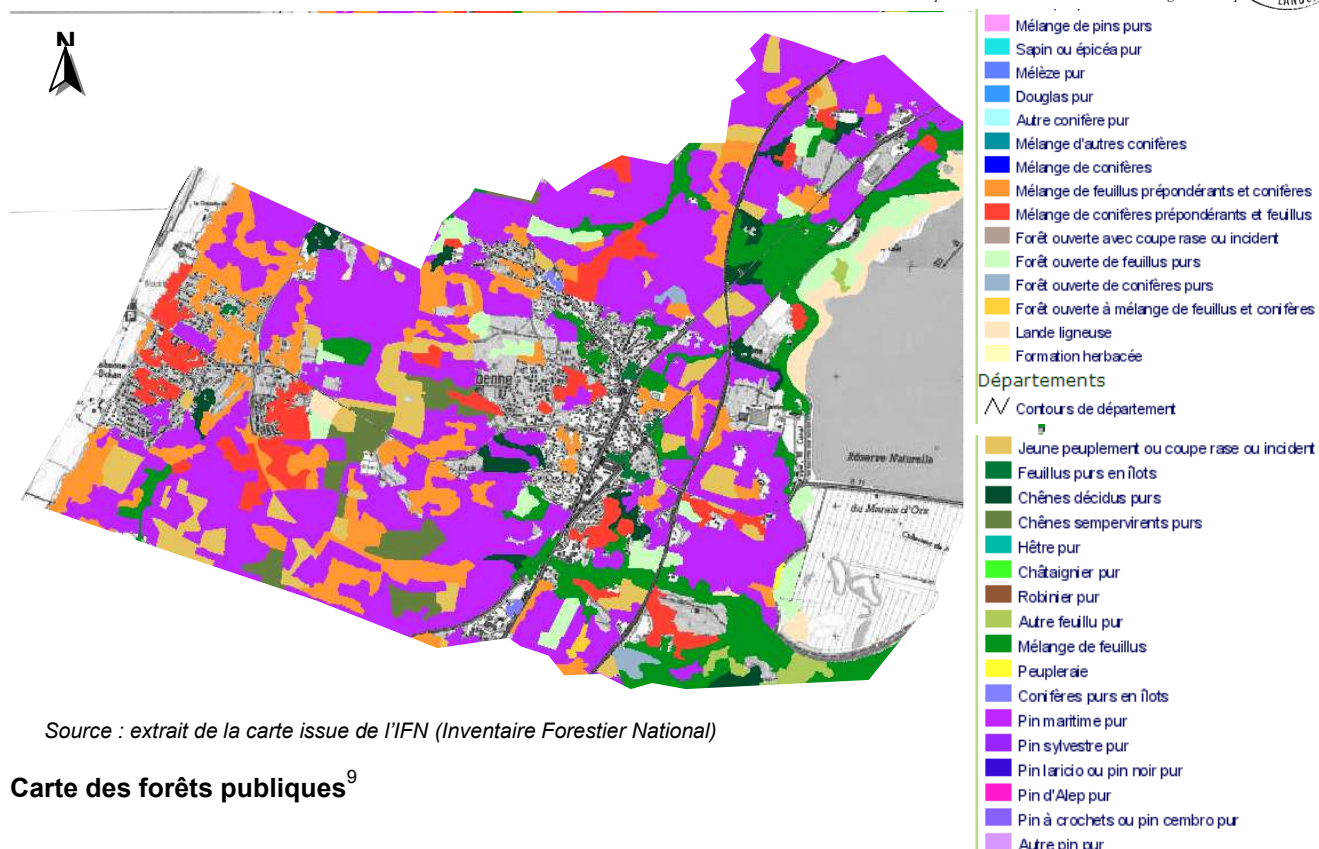 N
Réserve Naturelle
du Marais d'Orx
Source : extrait de la carte issue de l'IFN (Inventaire Forestier National)
Carte des forêts publiques9
Mélange de pins purs
Sapin ou épicéa pur
Mélèze pur
Douglas pur
Autre conifère pur
Mélange d'autres conifères
Mélange de conifères
Mélange de feuillus prépondérants et conifères
Mélange de conifères prépondérants et feuillus
Forêt ouverte avec coupe rase ou incident
Forêt ouverte de feuillus purs
Forêt ouverte de conifères purs
Forêt ouverte à mélange de feuillus et conifères
Lande ligneuse
Formation herbacée
Départements
Contours de département
Jeune peuplement ou coupe rase ou incident
Feuillus purs en îlots
Chênes décidus purs
Chênes sempervirents purs
Hêtre pur
Châtaignier pur
Robinier pur
Autre feuillu pur
Mélange de feuillus
Peupleraie
Conifères purs en îlots
Pin maritime pur
Pin sylvestre pur
Pin laricio ou pin noir pur
Pin d'Alep pur
Pin à crochets ou pin cembro pur
Autre pin pur